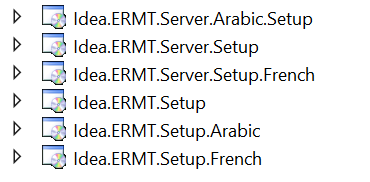 Idea.ERMT.Server.Arabic.Setup
Idea.ERMT.Server.Setup
Idea.ERMT.Server.Setup.French
Idea.ERMT.Setup
Idea.ERMT.Setup.Arabic
Idea.ERMT.Setup.French